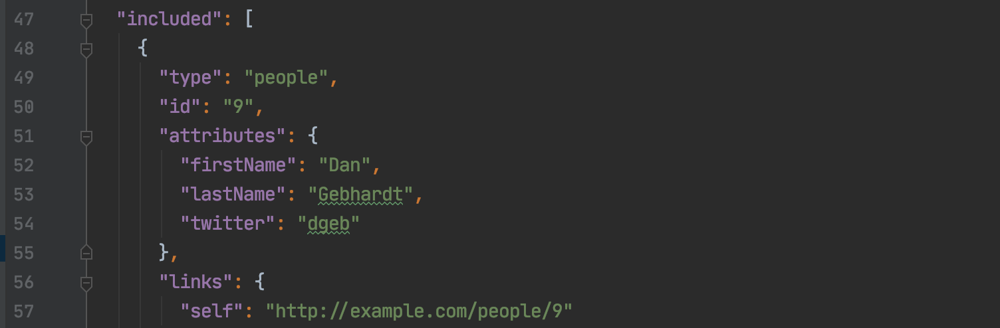 47 "included": [
48 {
49 "type": "people",
50 "id": "9",
51 "attributes": {
52 "firstName": "Dan",
53 "lastName": "Gebhardt",
54 "twitter": "dgeb"
55 },
56 "links": {
57 "self": "http://example.com/people/9"